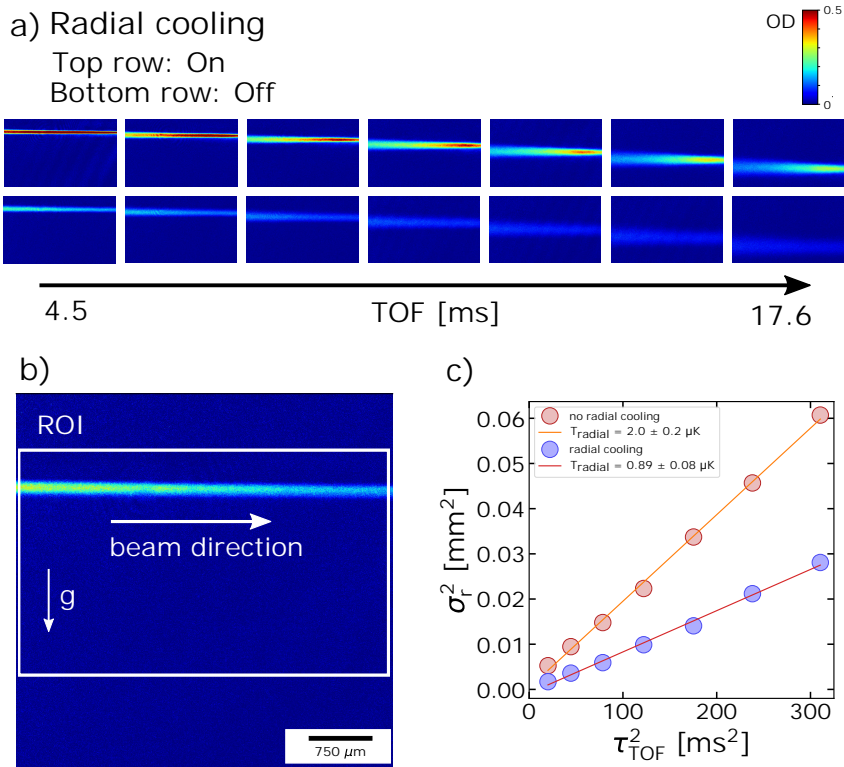 a) Radial cooling
Top row: On
Bottom row: Off
OD
0.5
0
4.5
TOF [ms]
17.6
b)
ROI
beam direction
g
750 μm
c)
no radial cooling
T_radial = 2.0 ± 0.2 μK
radial cooling
T_radial = 0.89 ± 0.08 μK
σ_r^2 [mm^2]
0.06
0.05
0.04
0.03
0.02
0.01
0.00
0
100
200
300
τ_TOF^2 [ms^2]